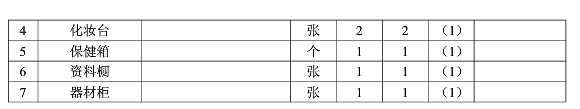 4 化妆台 张 2 2 （1）
5 保健箱 个 1 1 （1）
6 资料橱 张 1 1 （1）
7 器材柜 张 1 1 （1）